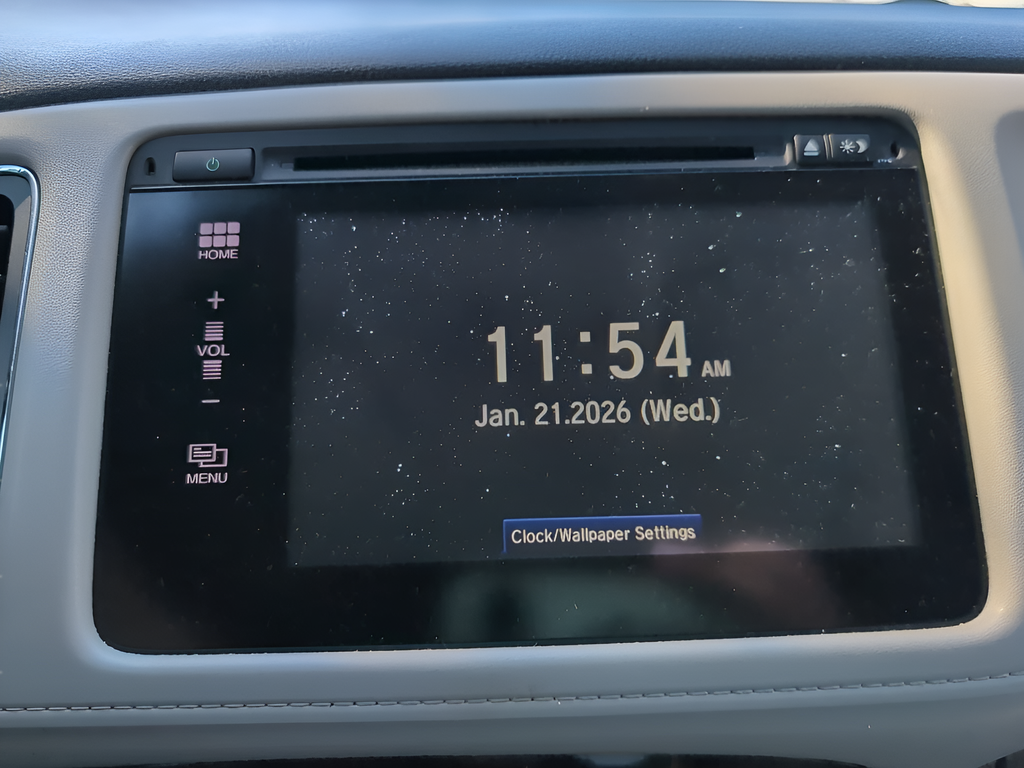 HOME
+
VOL
−
MENU
11:54 AM
Jan. 21.2026 (Wed.)
Clock/Wallpaper Settings